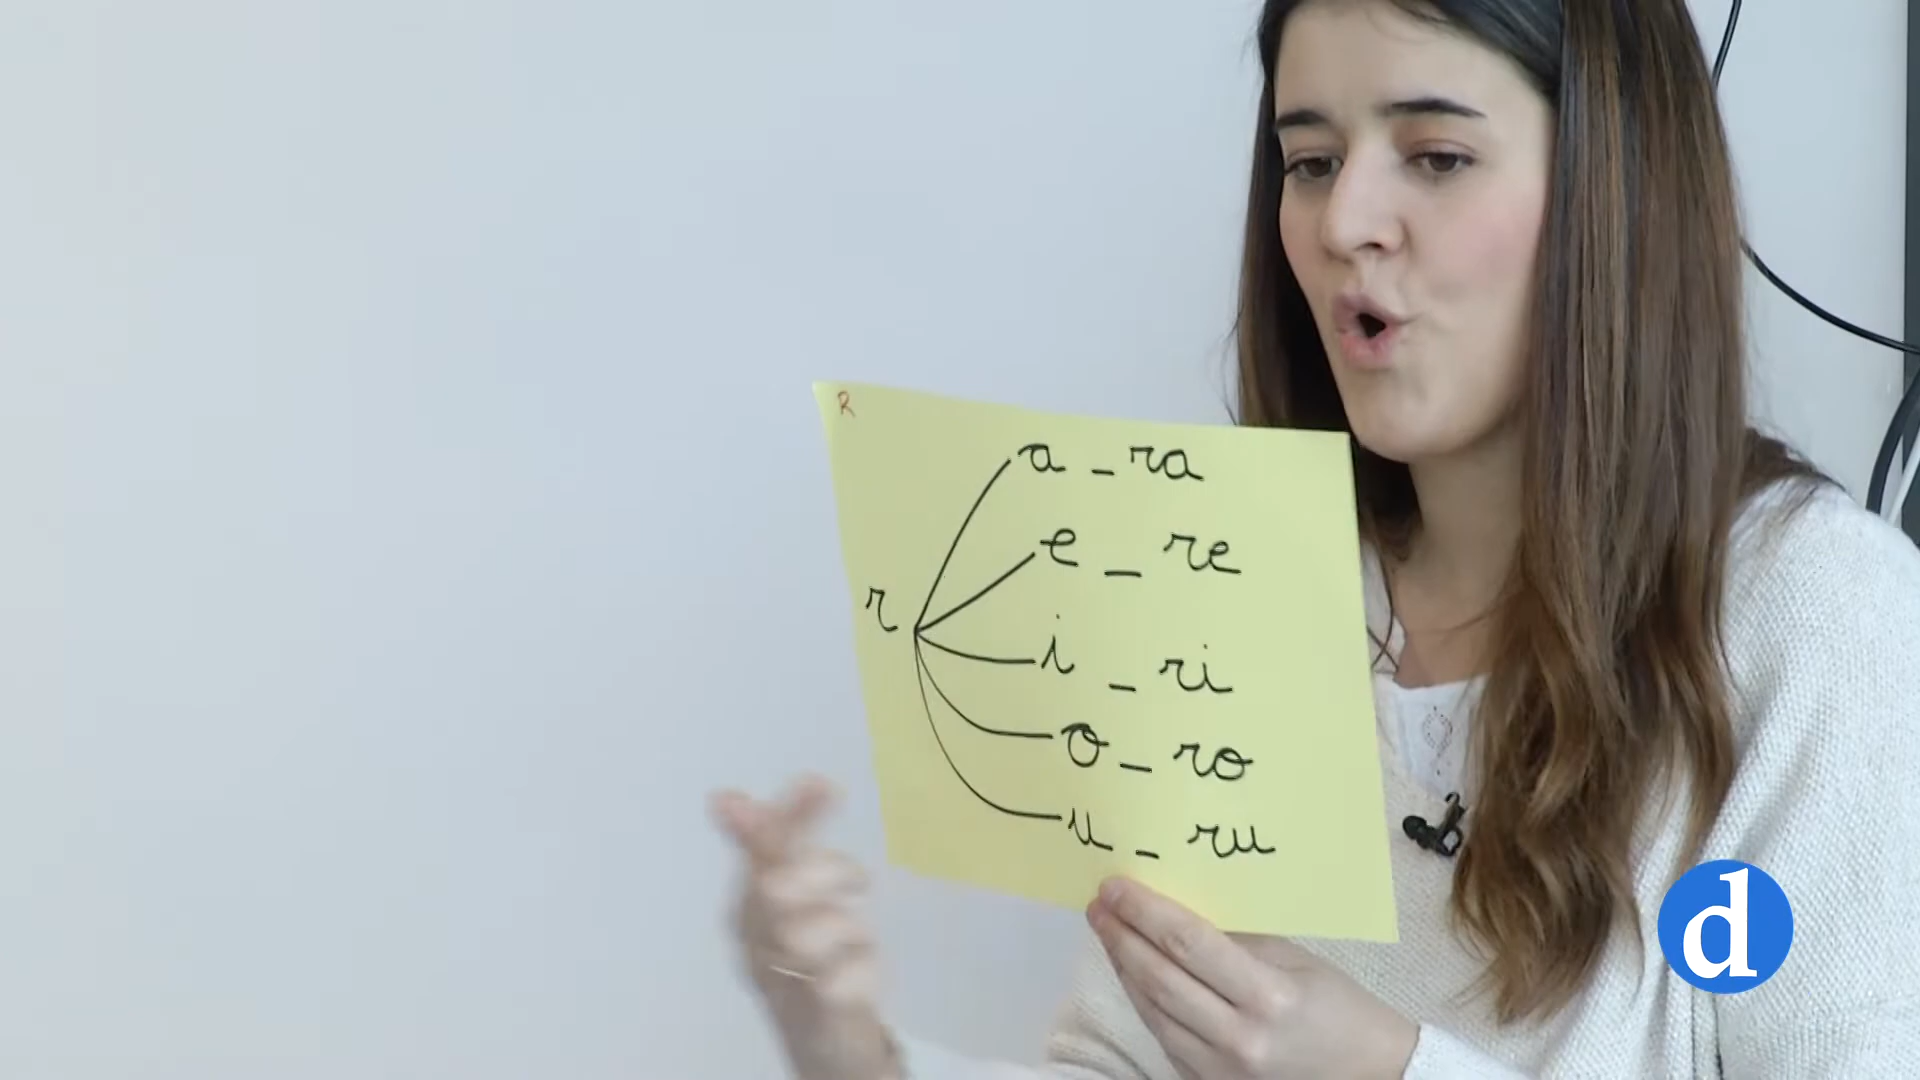 R
a - ra
e - re
r
i - ri
o - ro
u - ru
d